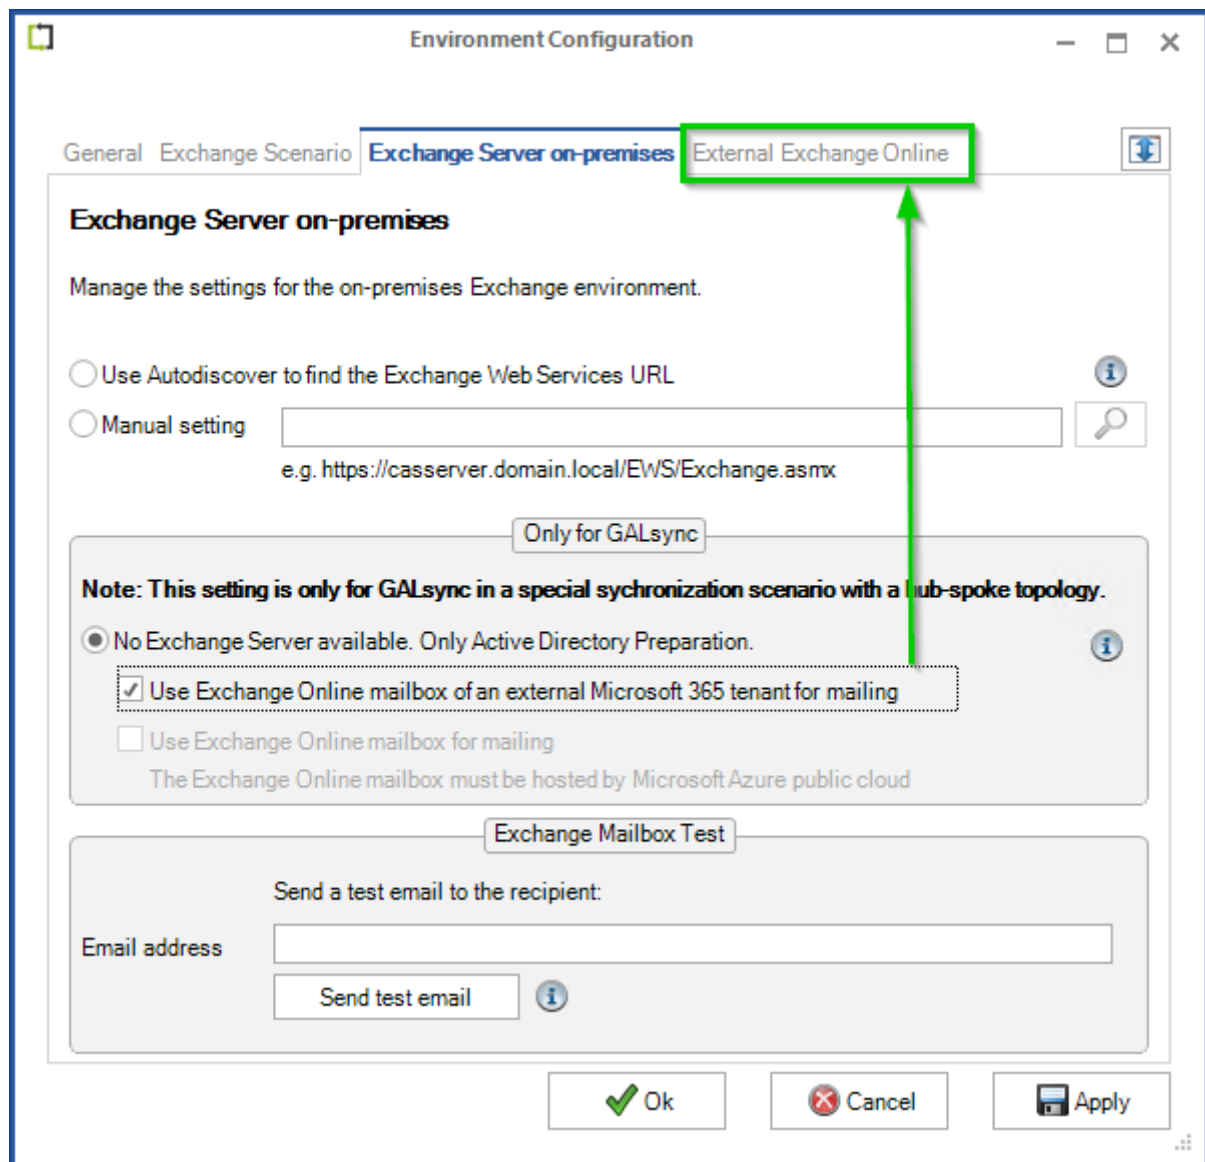 Environment Configuration
General Exchange Scenario Exchange Server on-premises External Exchange Online
Exchange Server on-premises
Manage the settings for the on-premises Exchange environment.
Use Autodiscover to find the Exchange Web Services URL
Manual setting
e.g. https://casserver.domain.local/EWS/Exchange.asmx
Only for GALsync
Note: This setting is only for GALsync in a special sychronization scenario with a hub-spoke topology.
No Exchange Server available. Only Active Directory Preparation.
Use Exchange Online mailbox of an external Microsoft 365 tenant for mailing
Use Exchange Online mailbox for mailing
The Exchange Online mailbox must be hosted by Microsoft Azure public cloud
Exchange Mailbox Test
Send a test email to the recipient:
Email address
Send test email
Ok Cancel Apply